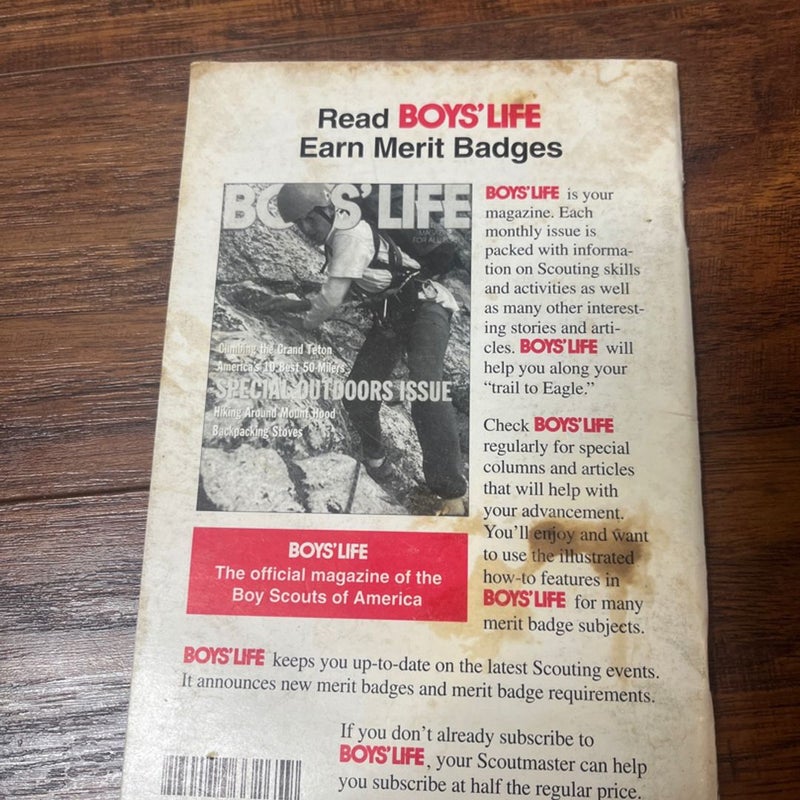 Read BOYS' LIFE
Earn Merit Badges
BOYS' LIFE
FOR ALL
Climbing the Grand Teton
America's 10 Best 50-Milers
SPECIAL OUTDOORS ISSUE
Hiking Around Mount Hood
Backpacking Stoves
BOYS' LIFE
The official magazine of the
Boy Scouts of America
BOYS' LIFE is your
magazine. Each
monthly issue is
packed with informa-
tion on Scouting skills
and activities as well
as many other interest-
ing stories and arti-
cles. BOYS' LIFE will
help you along your
“trail to Eagle.”
Check BOYS' LIFE
regularly for special
columns and articles
that will help with
your advancement.
You'll enjoy and want
to use the illustrated
how-to features in
BOYS' LIFE for many
merit badge subjects.
BOYS' LIFE keeps you up-to-date on the latest Scouting events.
It announces new merit badges and merit badge requirements.
If you don't already subscribe to
BOYS' LIFE, your Scoutmaster can help
you subscribe at half the regular price.